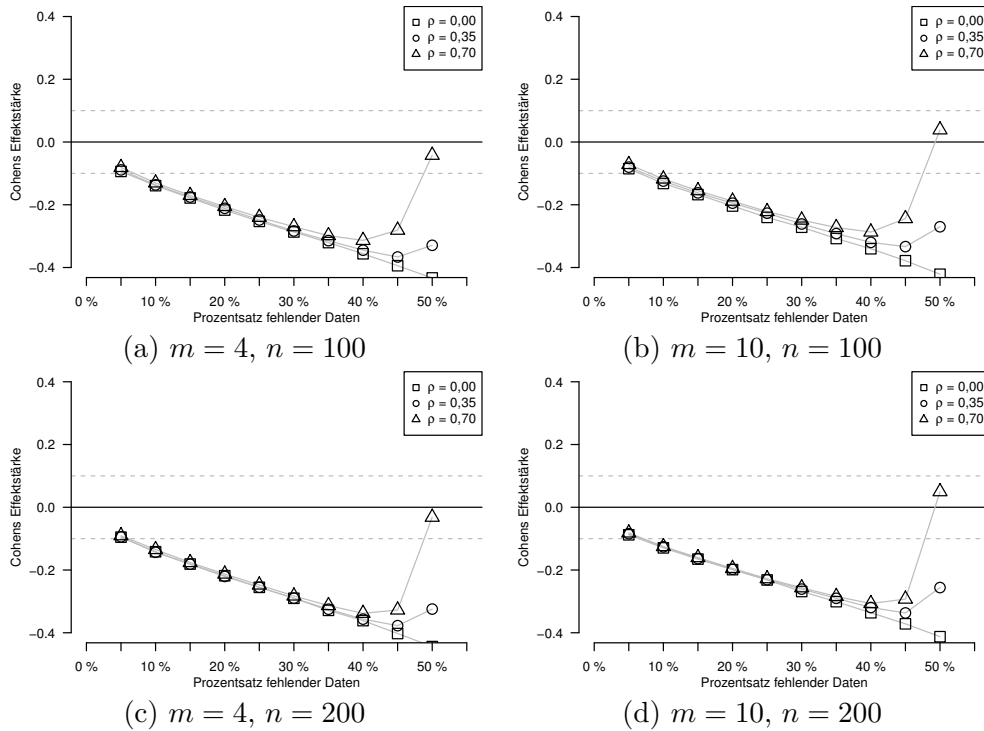 0.4
0.2
0.0
−0.2
−0.4
Cohens Effektstärke
ρ = 0,00
ρ = 0,35
ρ = 0,70
0 % 10 % 20 % 30 % 40 % 50 %
Prozentsatz fehlender Daten
(a) m = 4, n = 100
0.4
0.2
0.0
−0.2
−0.4
Cohens Effektstärke
ρ = 0,00
ρ = 0,35
ρ = 0,70
0 % 10 % 20 % 30 % 40 % 50 %
Prozentsatz fehlender Daten
(b) m = 10, n = 100
0.4
0.2
0.0
−0.2
−0.4
Cohens Effektstärke
ρ = 0,00
ρ = 0,35
ρ = 0,70
0 % 10 % 20 % 30 % 40 % 50 %
Prozentsatz fehlender Daten
(c) m = 4, n = 200
0.4
0.2
0.0
−0.2
−0.4
Cohens Effektstärke
ρ = 0,00
ρ = 0,35
ρ = 0,70
0 % 10 % 20 % 30 % 40 % 50 %
Prozentsatz fehlender Daten
(d) m = 10, n = 200